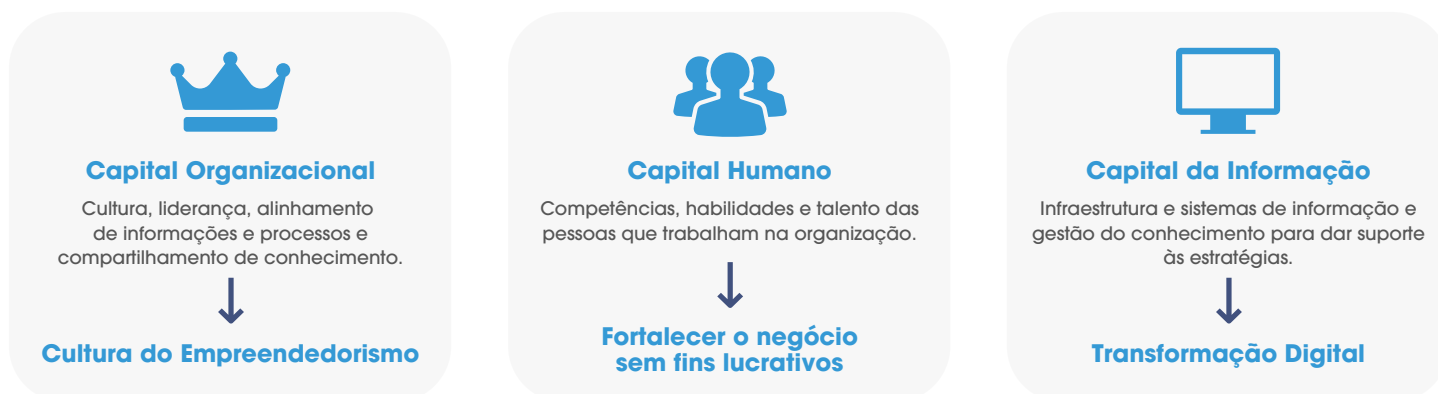 Capital Organizacional
Cultura, liderança, alinhamento
de informações e processos e
compartilhamento de conhecimento.
Cultura do Empreendedorismo
Capital Humano
Competências, habilidades e talento das
pessoas que trabalham na organização.
Fortalecer o negócio
sem fins lucrativos
Capital da Informação
Infraestrutura e sistemas de informação e
gestão do conhecimento para dar suporte
às estratégias.
Transformação Digital